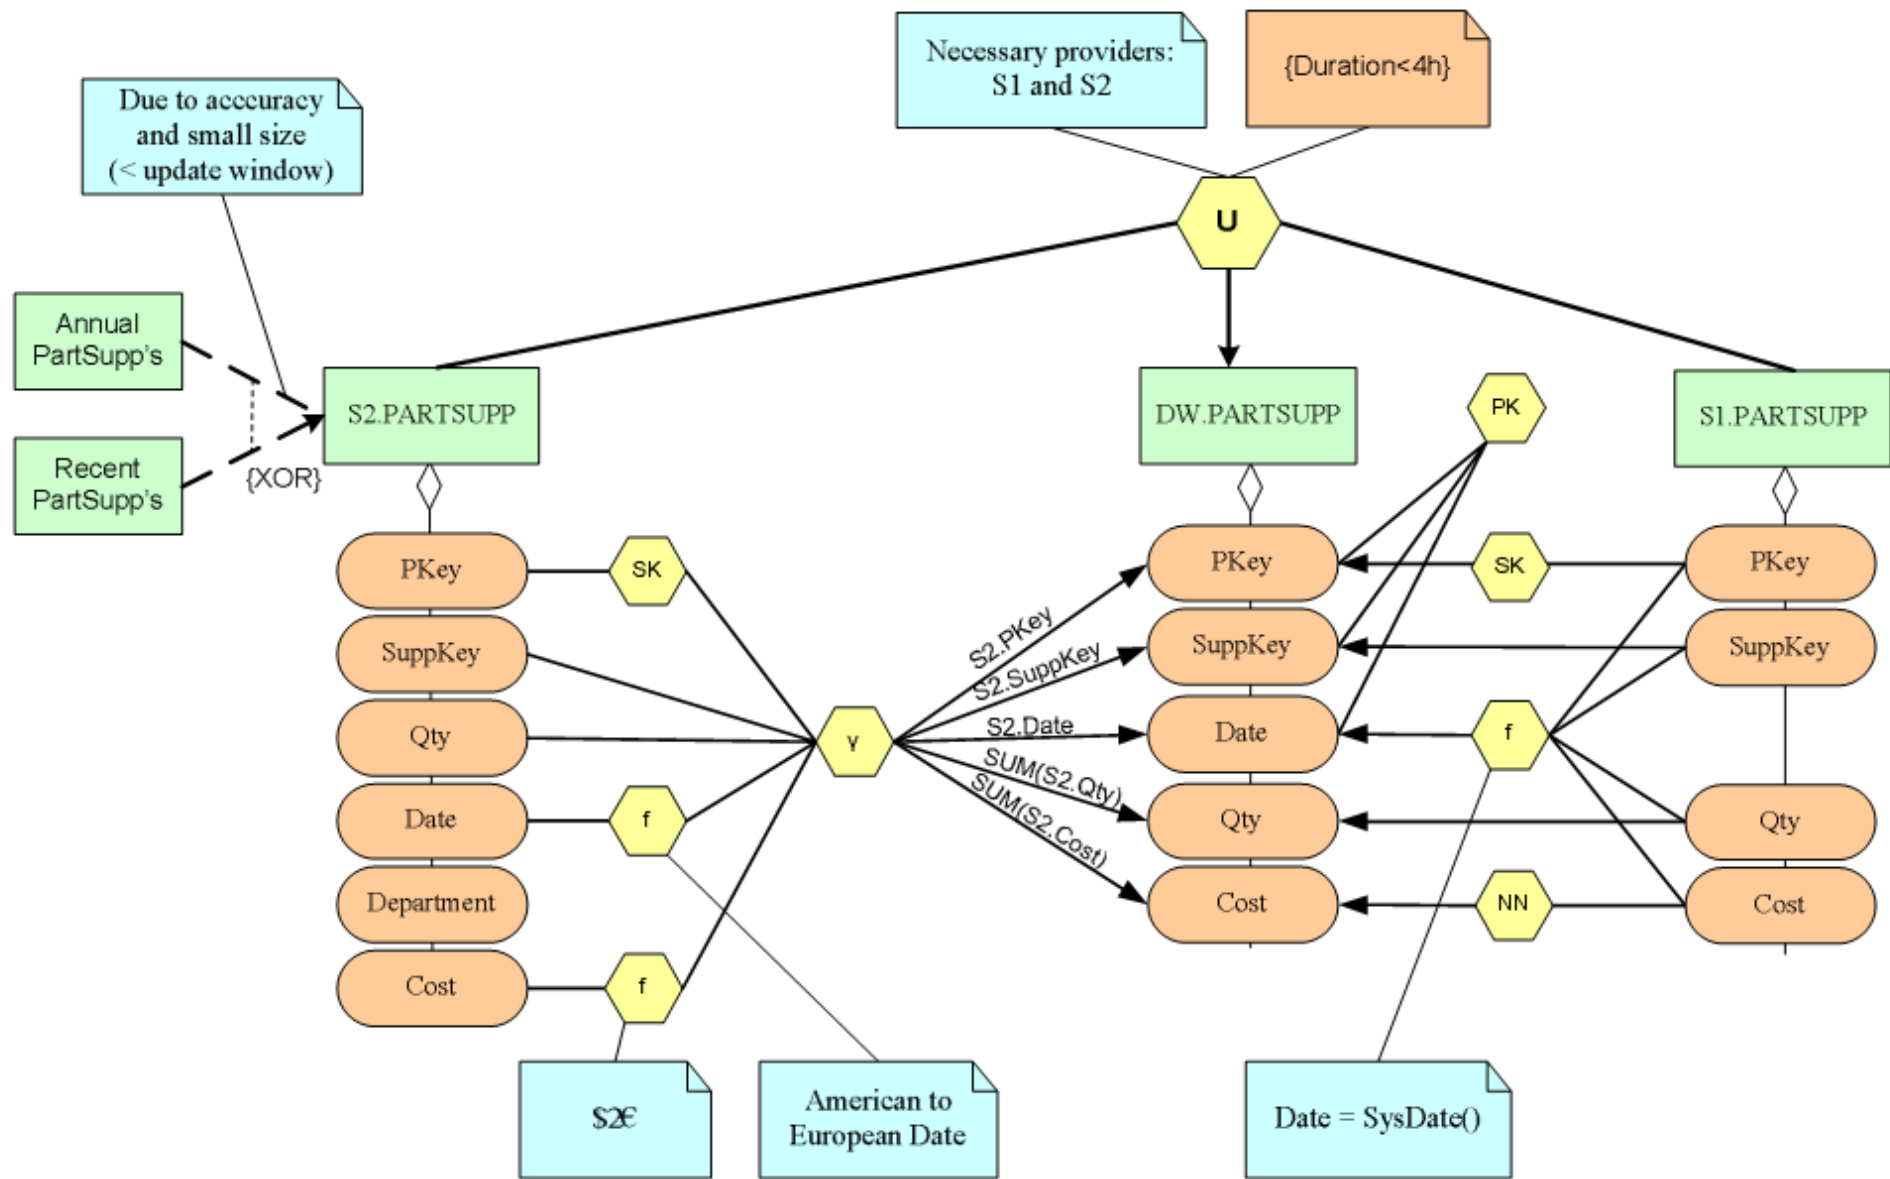 Necessary providers:
S1 and S2
{Duration<4h}
Due to acccuracy
and small size
(< update window)
U
Annual
PartSupp's
Recent
PartSupp's
{XOR}
S2.PARTSUPP
DW.PARTSUPP
PK
S1.PARTSUPP
PKey
SK
SuppKey
Qty
Date
f
Department
Cost
f
γ
S2.PKey
S2.SuppKey
S2.Date
SUM(S2.Qty)
SUM(S2.Cost)
PKey
SuppKey
Date
Qty
Cost
SK
f
NN
PKey
SuppKey
Qty
Cost
$2€
American to
European Date
Date = SysDate()